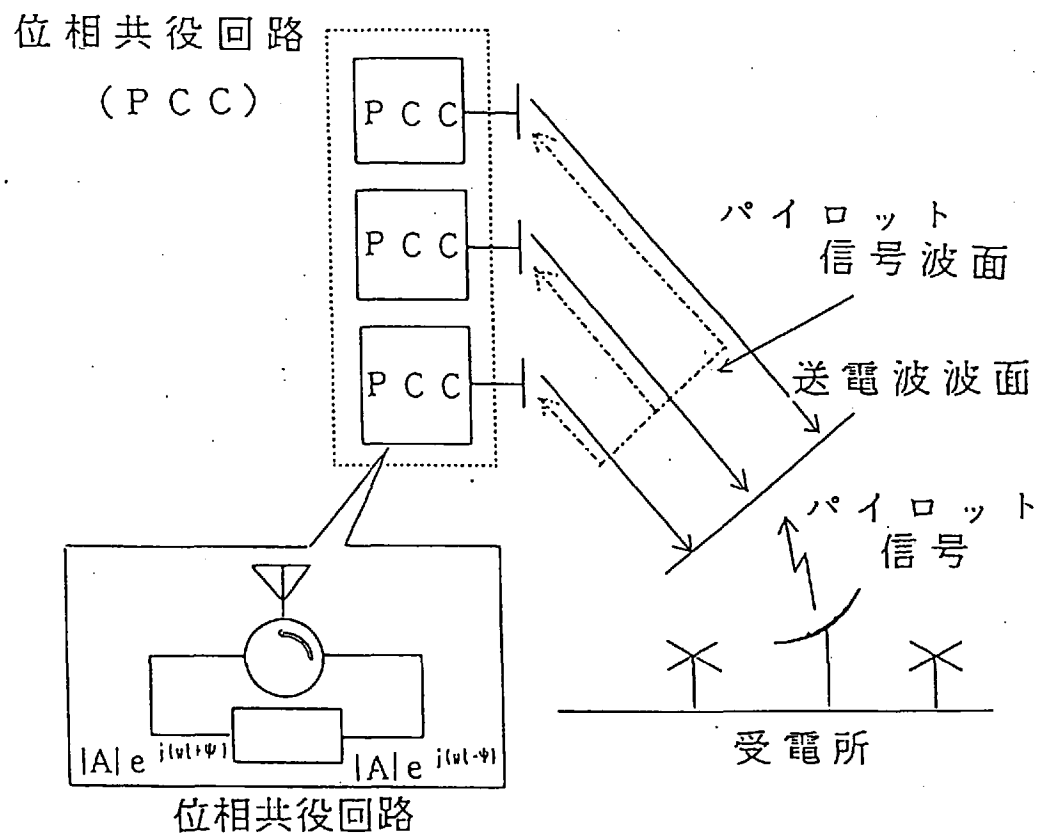 位相共役回路
（PCC）
PCC
PCC
PCC
パイロット
信号波面
送電波波面
パイロット
信号
受電所
|A|e j(ωt+ψ)
|A|e j(ωt-ψ)
位相共役回路